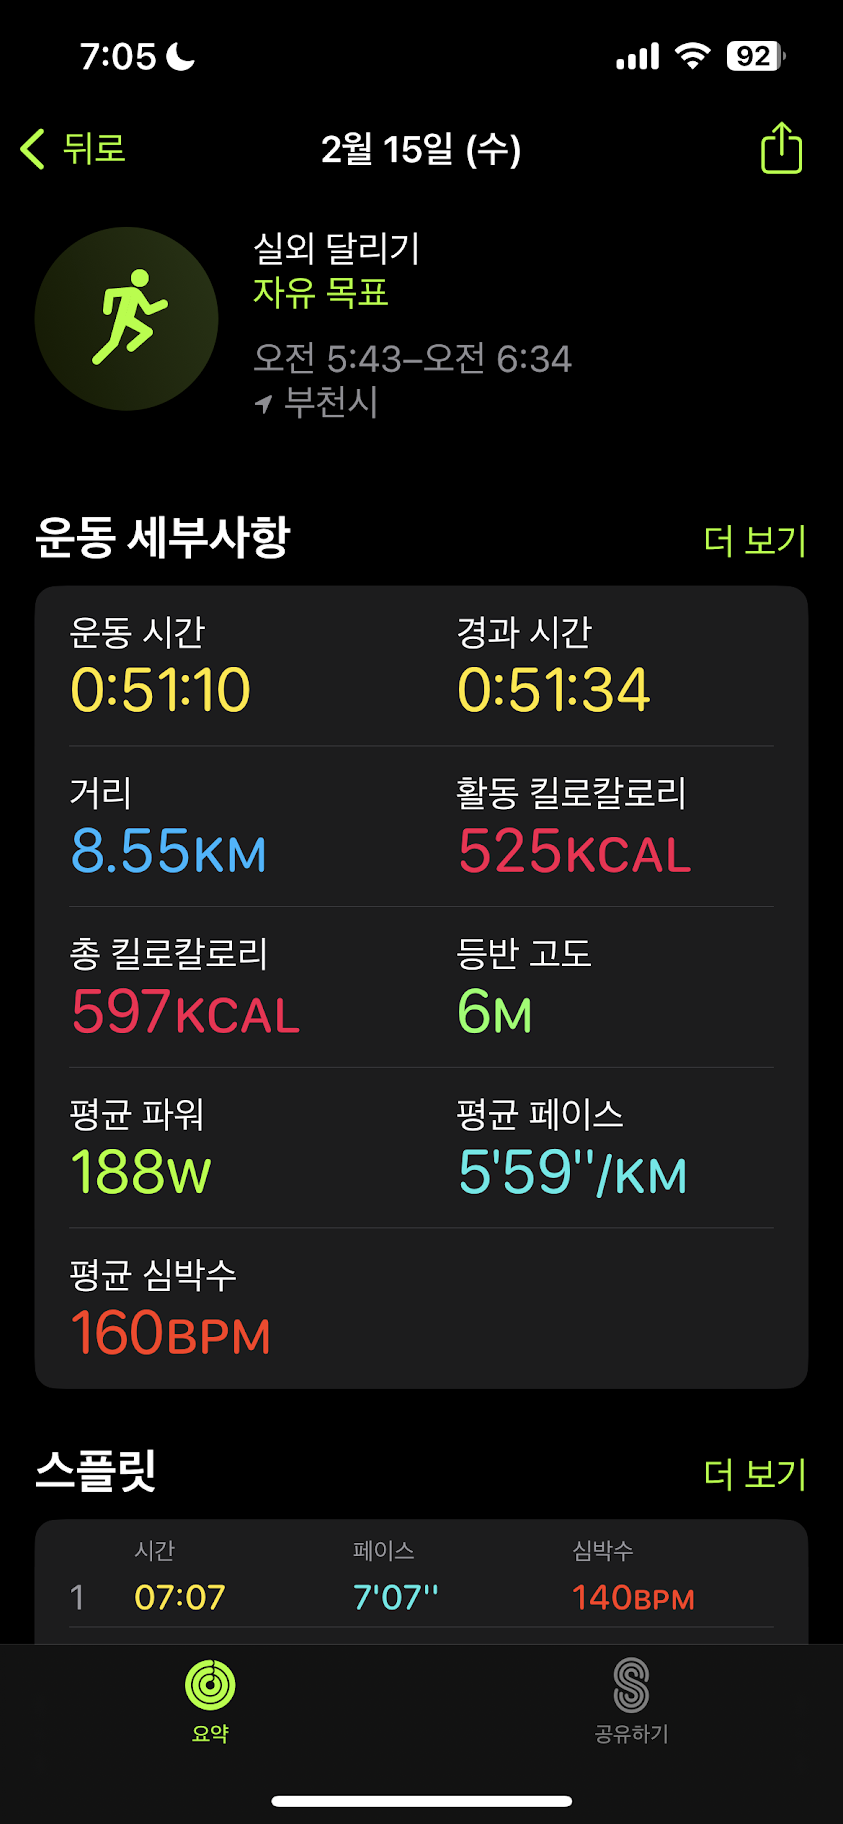 7:05
92
뒤로
2월 15일 (수)
실외 달리기
자유 목표
오전 5:43–오전 6:34
부천시
운동 세부사항
더 보기
운동 시간
경과 시간
0:51:10
0:51:34
거리
활동 킬로칼로리
8.55KM
525KCAL
총 킬로칼로리
등반 고도
597KCAL
6M
평균 파워
평균 페이스
188W
5'59"/KM
평균 심박수
160BPM
스플릿
더 보기
시간 페이스 심박수
1 07:07 7'07" 140BPM
요약
공유하기